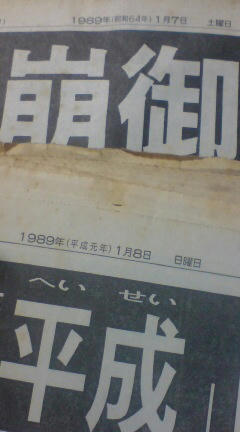 1989年(昭和64年)1月7日 土曜日
崩御
1989年(平成元年)1月8日 日曜日
へい せい
平成